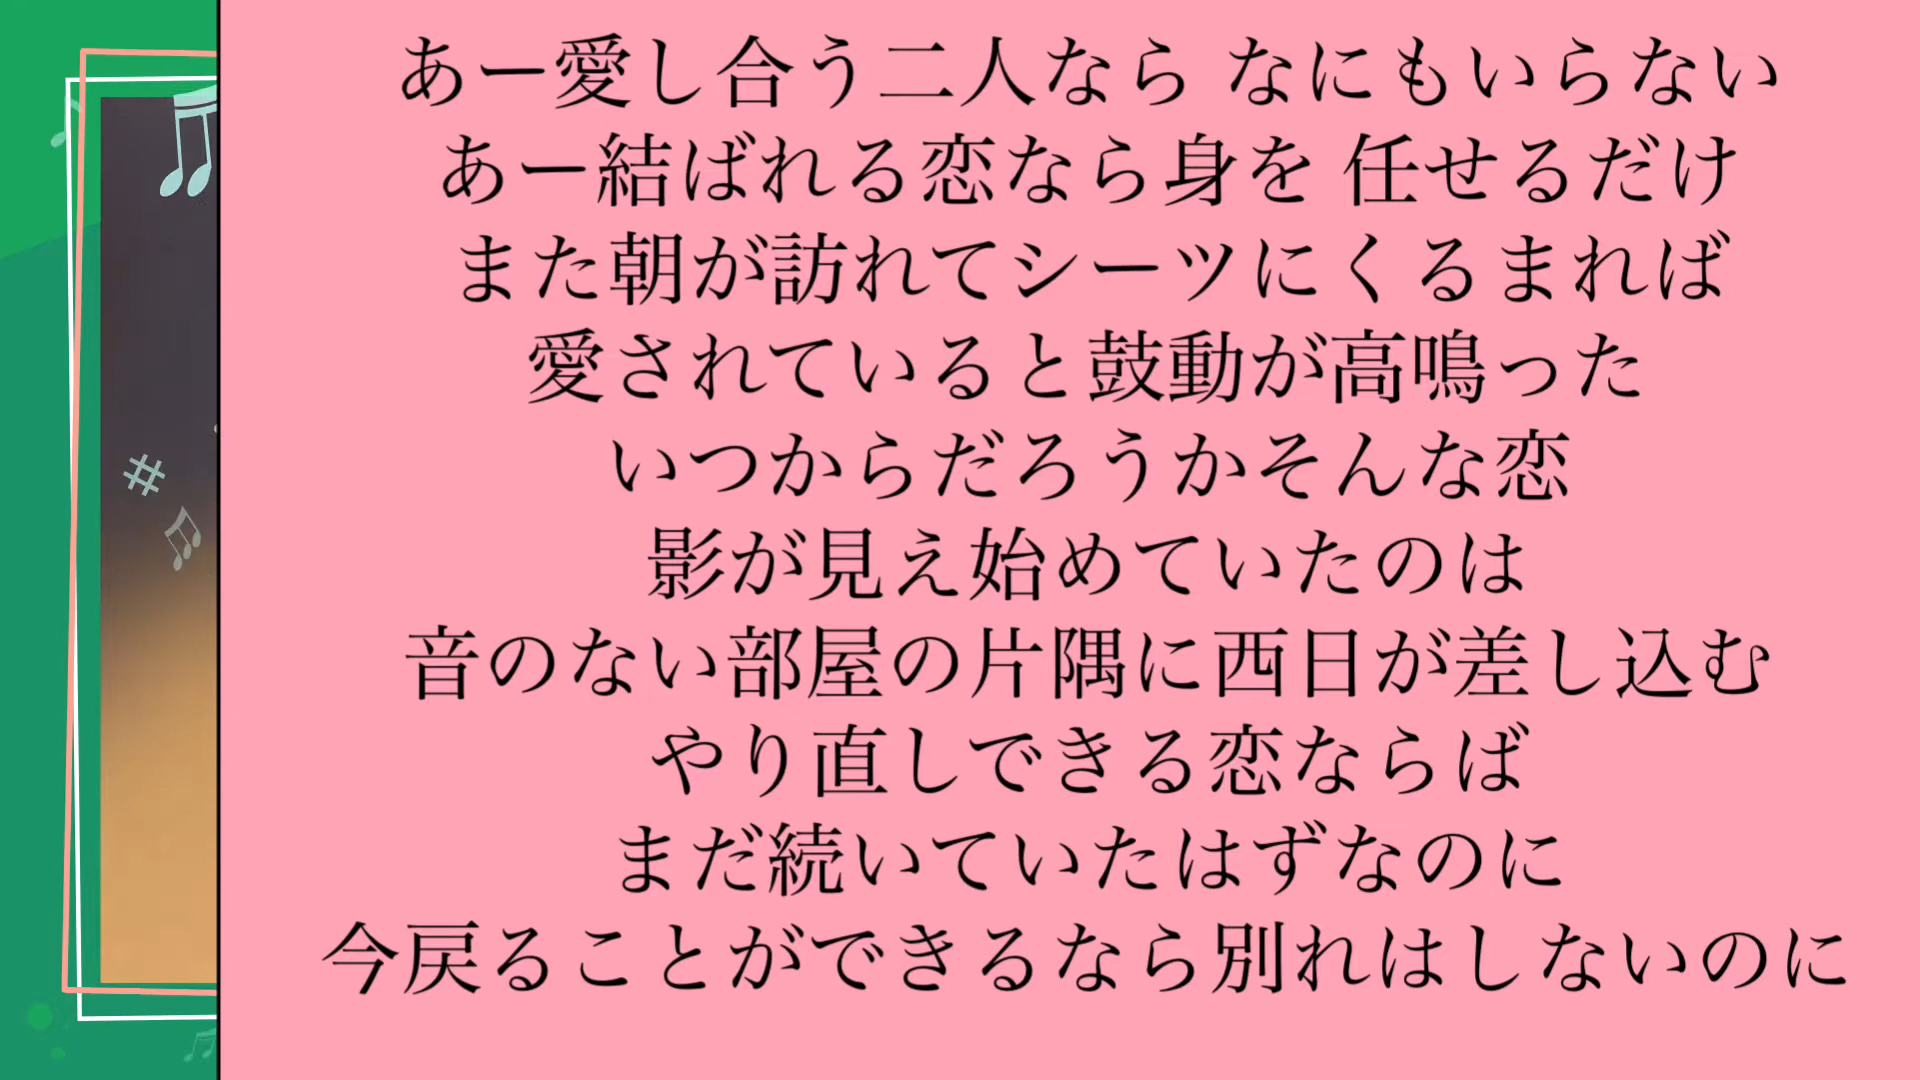 あー愛し合う二人なら なにもいらない
あー結ばれる恋なら身を 任せるだけ
また朝が訪れてシーツにくるまれば
愛されていると鼓動が高鳴った
いつからだろうかそんな恋
影が見え始めていたのは
音のない部屋の片隅に西日が差し込む
やり直しできる恋ならば
まだ続いていたはずなのに
今戻ることができるなら別れはしないのに